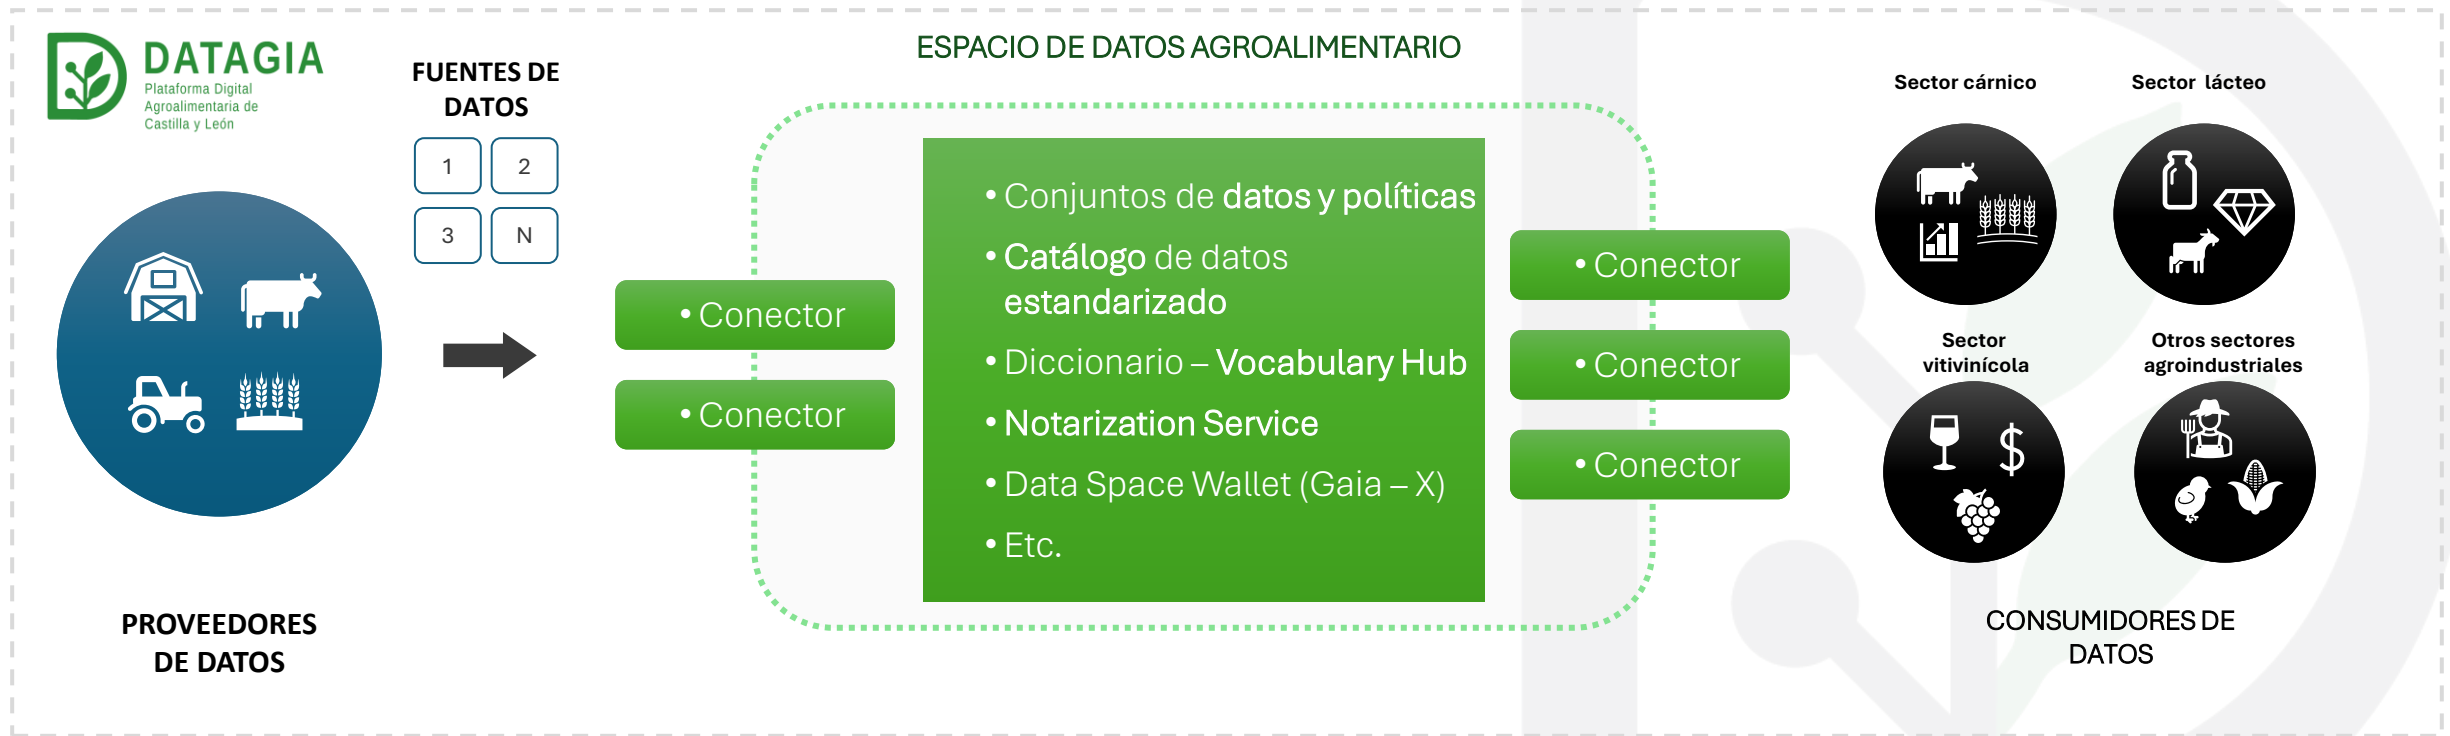 DATAGIA
Plataforma Digital
Agroalimentaria de
Castilla y León
FUENTES DE
DATOS
1
2
3
N
PROVEEDORES
DE DATOS
ESPACIO DE DATOS AGROALIMENTARIO
• Conector
• Conector
• Conjuntos de datos y políticas
• Catálogo de datos
estandarizado
• Diccionario – Vocabulary Hub
• Notarization Service
• Data Space Wallet (Gaia – X)
• Etc.
• Conector
• Conector
• Conector
Sector cárnico
Sector lácteo
Sector
vitivinícola
Otros sectores
agroindustriales
$
CONSUMIDORES DE
DATOS